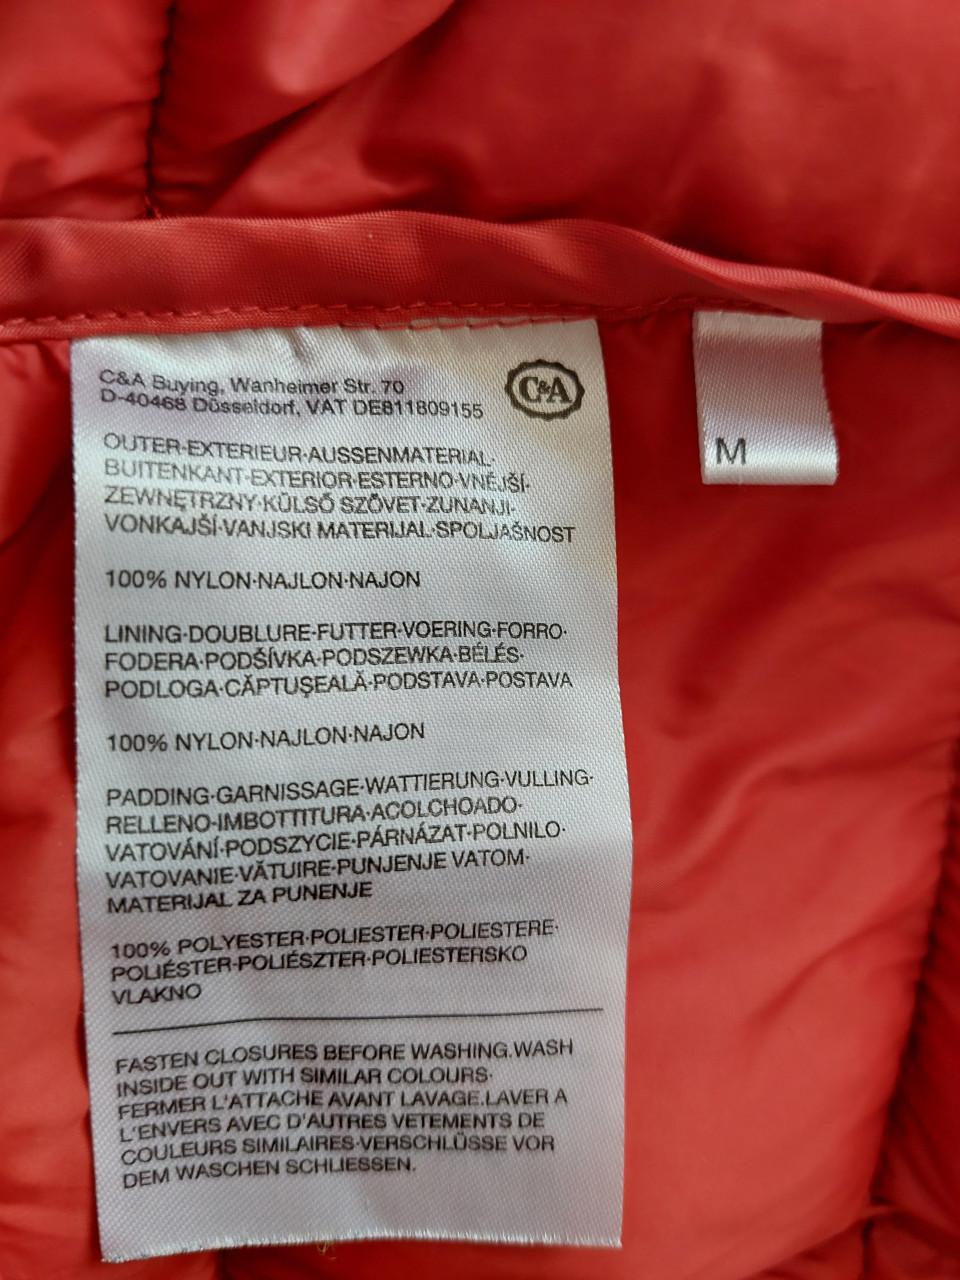 C&A Buying, Wanheimer Str. 70
D-40468 Düsseldorf, VAT DE811809155
C&A
M
OUTER·EXTERIEUR·AUSSENMATERIAL·
BUITENKANT·EXTERIOR·ESTERNO·VNĚJŠÍ·
ZEWNĘTRZNY·KÜLSŐ SZÖVET·ZUNANJI·
VONKAJŠÍ·VANJSKI MATERIJAL·SPOLJAŠNOST
100% NYLON·NAJLON·NAJON
LINING·DOUBLURE·FUTTER·VOERING·FORRO·
FODERA·PODŠÍVKA·PODSZEWKA·BÉLÉS·
PODLOGA·CĂPTUŞEALĂ·PODSTAVA·POSTAVA
100% NYLON·NAJLON·NAJON
PADDING·GARNISSAGE·WATTIERUNG·VULLING·
RELLENO·IMBOTTITURA·ACOLCHOADO·
VATOVÁNÍ·PODSZYCIE·PÁRNÁZAT·POLNILO·
VATOVANIE·VĂTUIRE·PUNJENJE VATOM·
MATERIJAL ZA PUNENJE
100% POLYESTER·POLIESTER·POLIESTERE·
POLIÉSTER·POLIÉSZTER·POLIESTERSKO
VLAKNO
FASTEN CLOSURES BEFORE WASHING.WASH
INSIDE OUT WITH SIMILAR COLOURS·
FERMER L'ATTACHE AVANT LAVAGE.LAVER A
L'ENVERS AVEC D'AUTRES VETEMENTS DE
COULEURS SIMILAIRES·VERSCHLÜSSE VOR
DEM WASCHEN SCHLIESSEN.